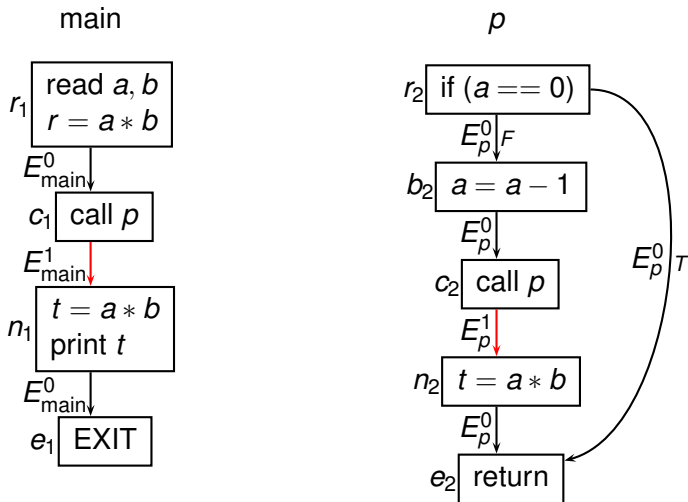 main
r₁ read a, b
r = a ∗ b
E⁰main
c₁ call p
E¹main
n₁ t = a ∗ b
print t
E⁰main
e₁ EXIT
p
r₂ if (a == 0)
E⁰p F
b₂ a = a − 1
E⁰p
c₂ call p
E¹p
n₂ t = a ∗ b
E⁰p
e₂ return
E⁰p T